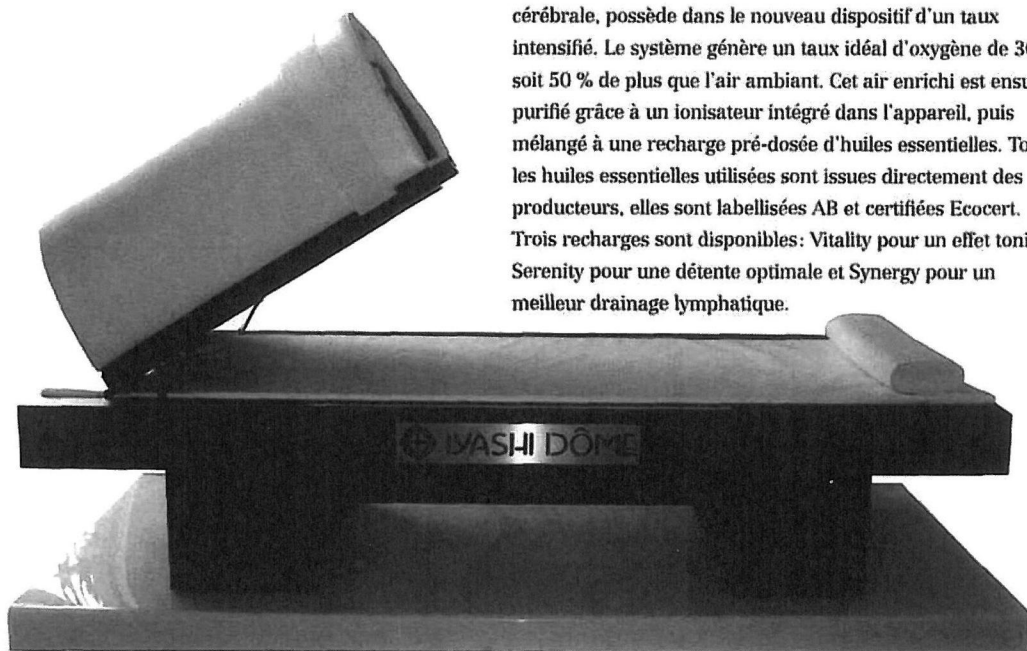 cérébrale, possède dans le nouveau dispositif d'un taux
intensifié. Le système génère un taux idéal d'oxygène de
soit 50 % de plus que l'air ambiant. Cet air enrichi est
purifié grâce à un ionisateur intégré dans l'appareil, puis
mélangé à une recharge pré-dosée d'huiles essentielles.
les huiles essentielles utilisées sont issues directement des
producteurs, elles sont labellisées AB et certifiées Ecocert.
Trois recharges sont disponibles: Vitality pour un effet
Serenity pour une détente optimale et Synergy pour un
meilleur drainage lymphatique.
IYASHI DÔME